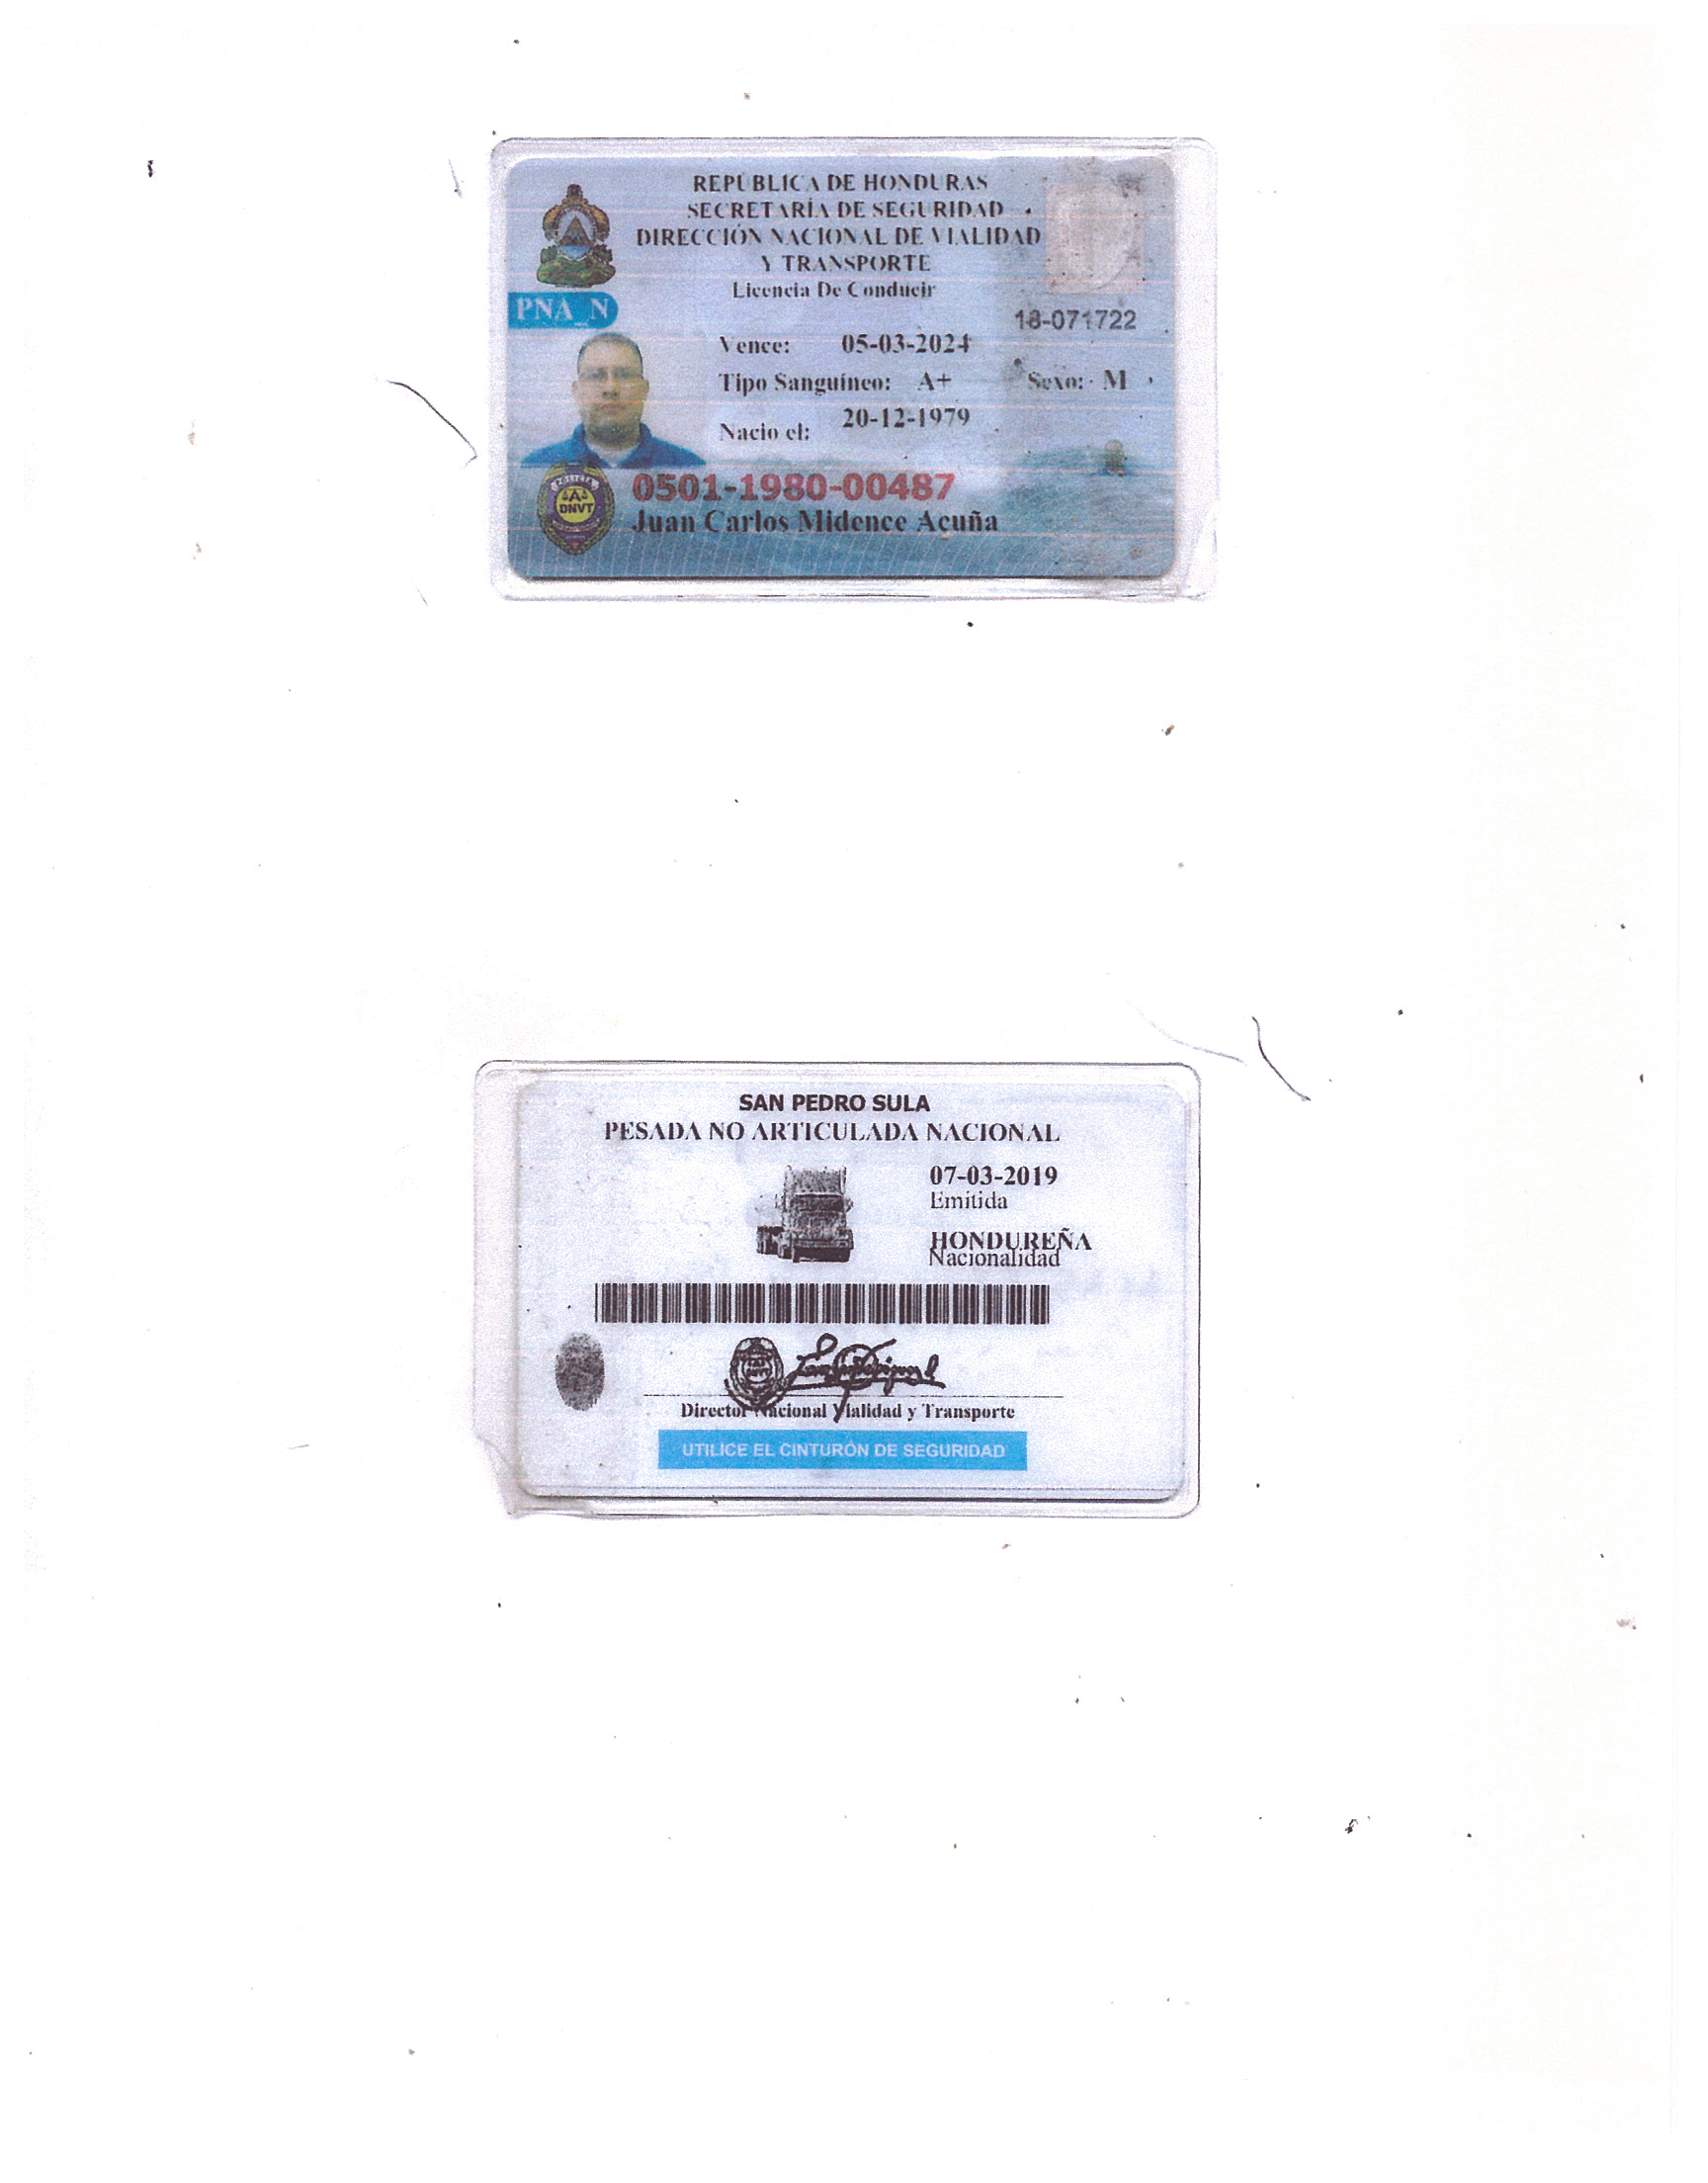 REPÚBLICA DE HONDURAS
SECRETARÍA DE SEGURIDAD
DIRECCIÓN NACIONAL DE VIALIDAD
Y TRANSPORTE
Licencia De Conducir
PNA_N
18-071722
Vence: 05-03-2024
Tipo Sanguíneo: A+ Sexo: M
Nacio el: 20-12-1979
POLICIA
DNVT
0501-1980-00487
Juan Carlos Midence Acuña
SAN PEDRO SULA
PESADA NO ARTICULADA NACIONAL
07-03-2019
Emitida
HONDUREÑA
Nacionalidad
DNVT
Director Nacional Vialidad y Transporte
UTILICE EL CINTURÓN DE SEGURIDAD